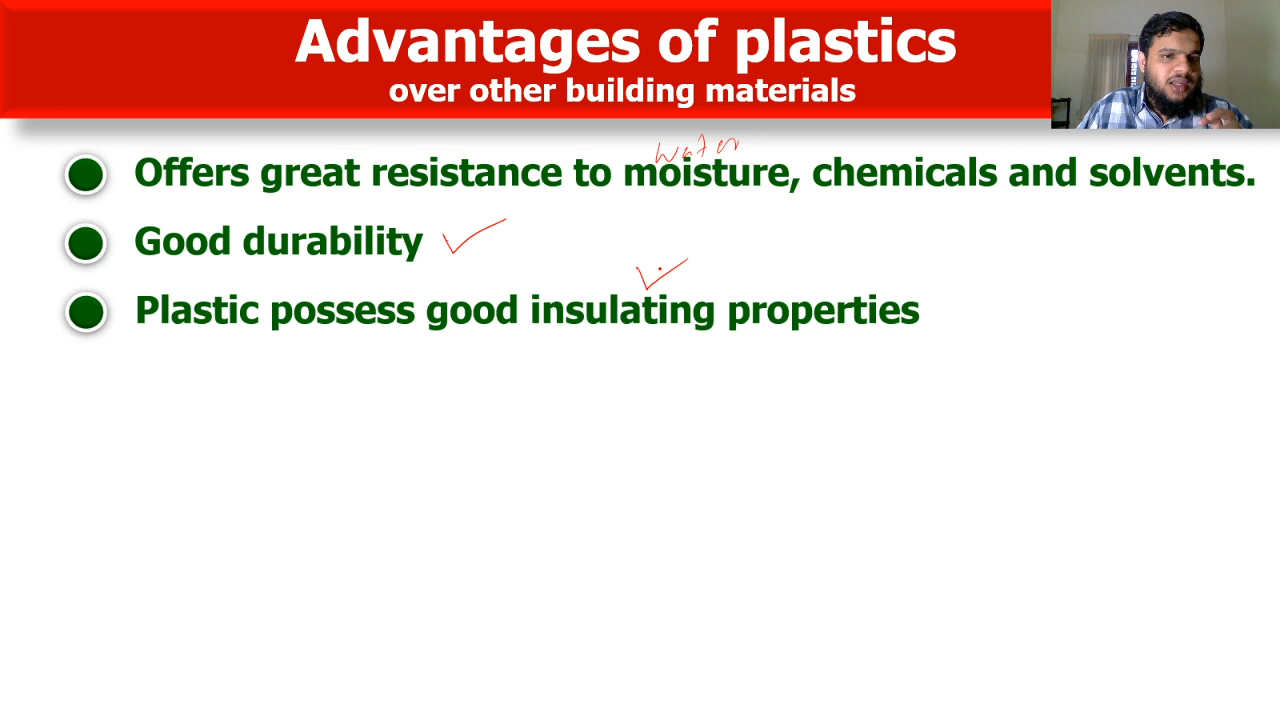 Advantages of plastics
over other building materials
water
Offers great resistance to moisture, chemicals and solvents.
Good durability
Plastic possess good insulating properties